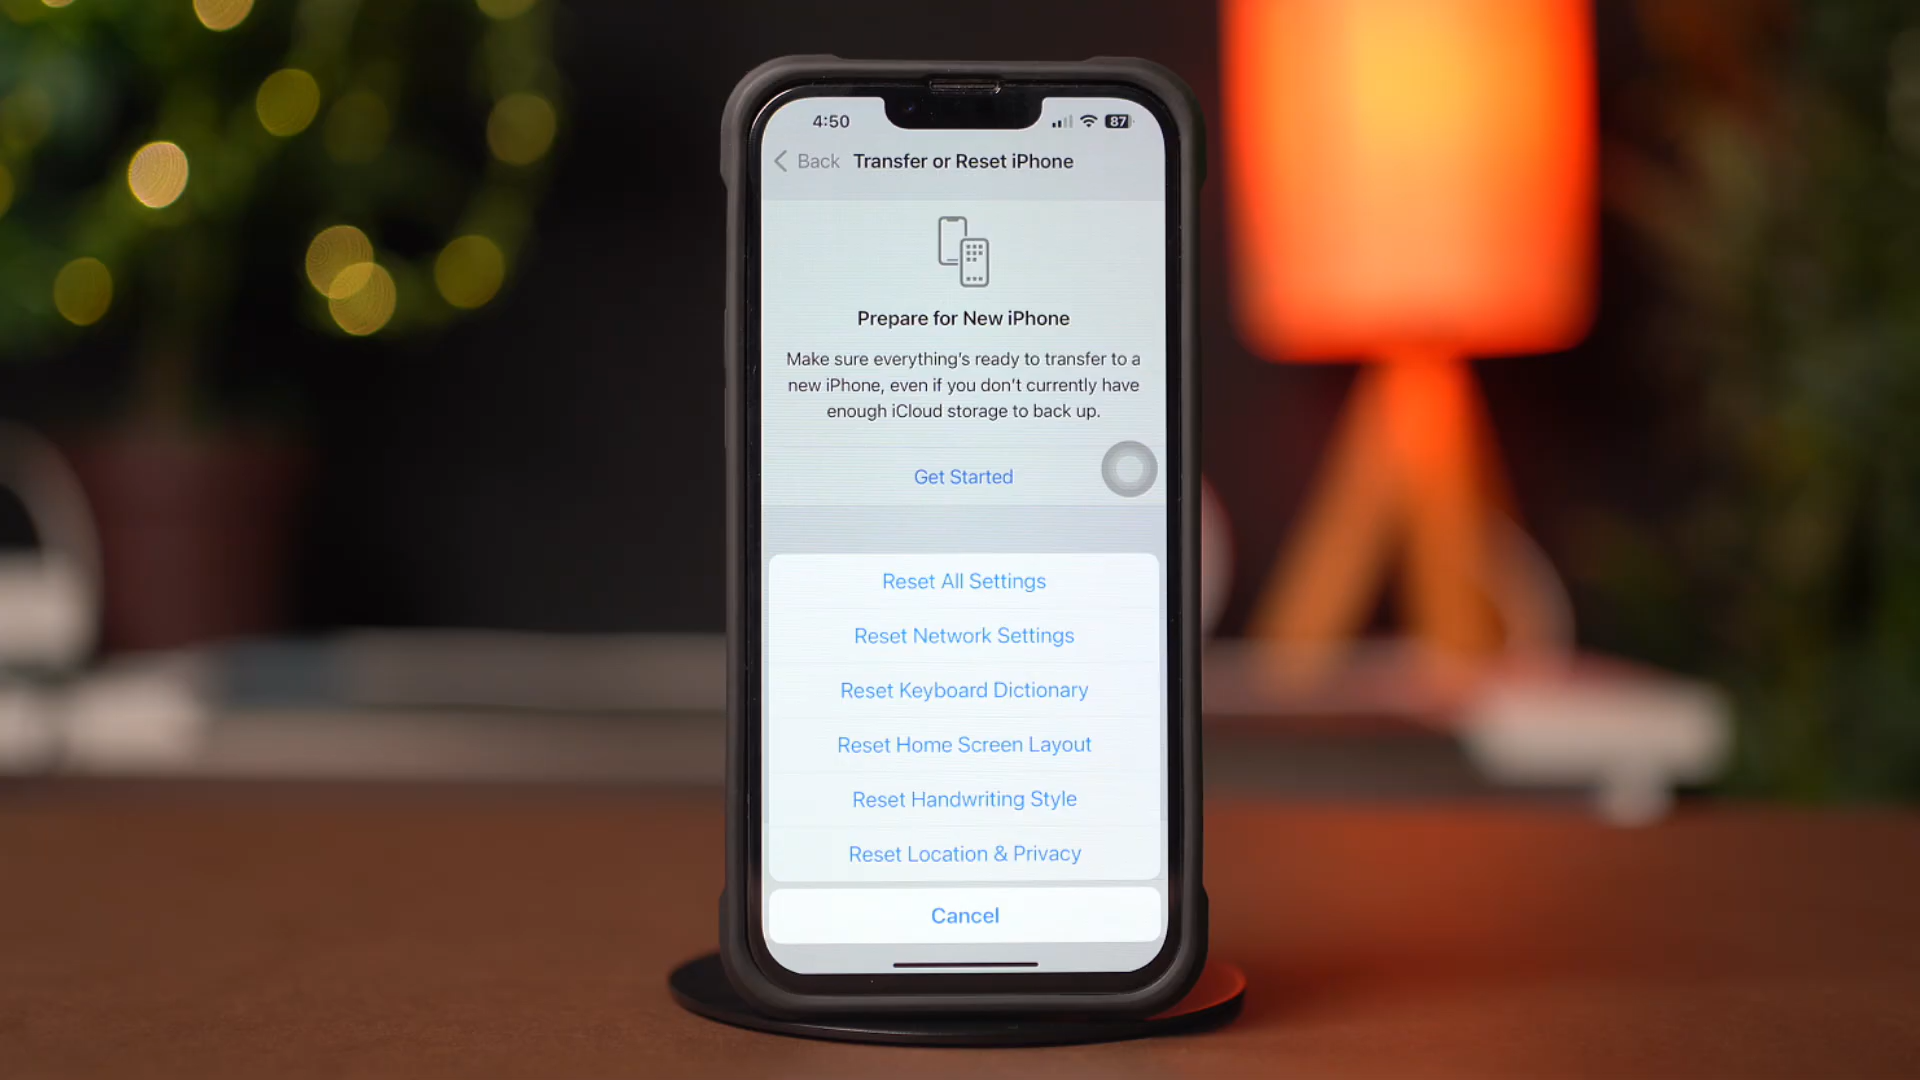 4:50
87
Back Transfer or Reset iPhone
Prepare for New iPhone
Make sure everything's ready to transfer to a
new iPhone, even if you don't currently have
enough iCloud storage to back up.
Get Started
Reset All Settings
Reset Network Settings
Reset Keyboard Dictionary
Reset Home Screen Layout
Reset Handwriting Style
Reset Location & Privacy
Cancel